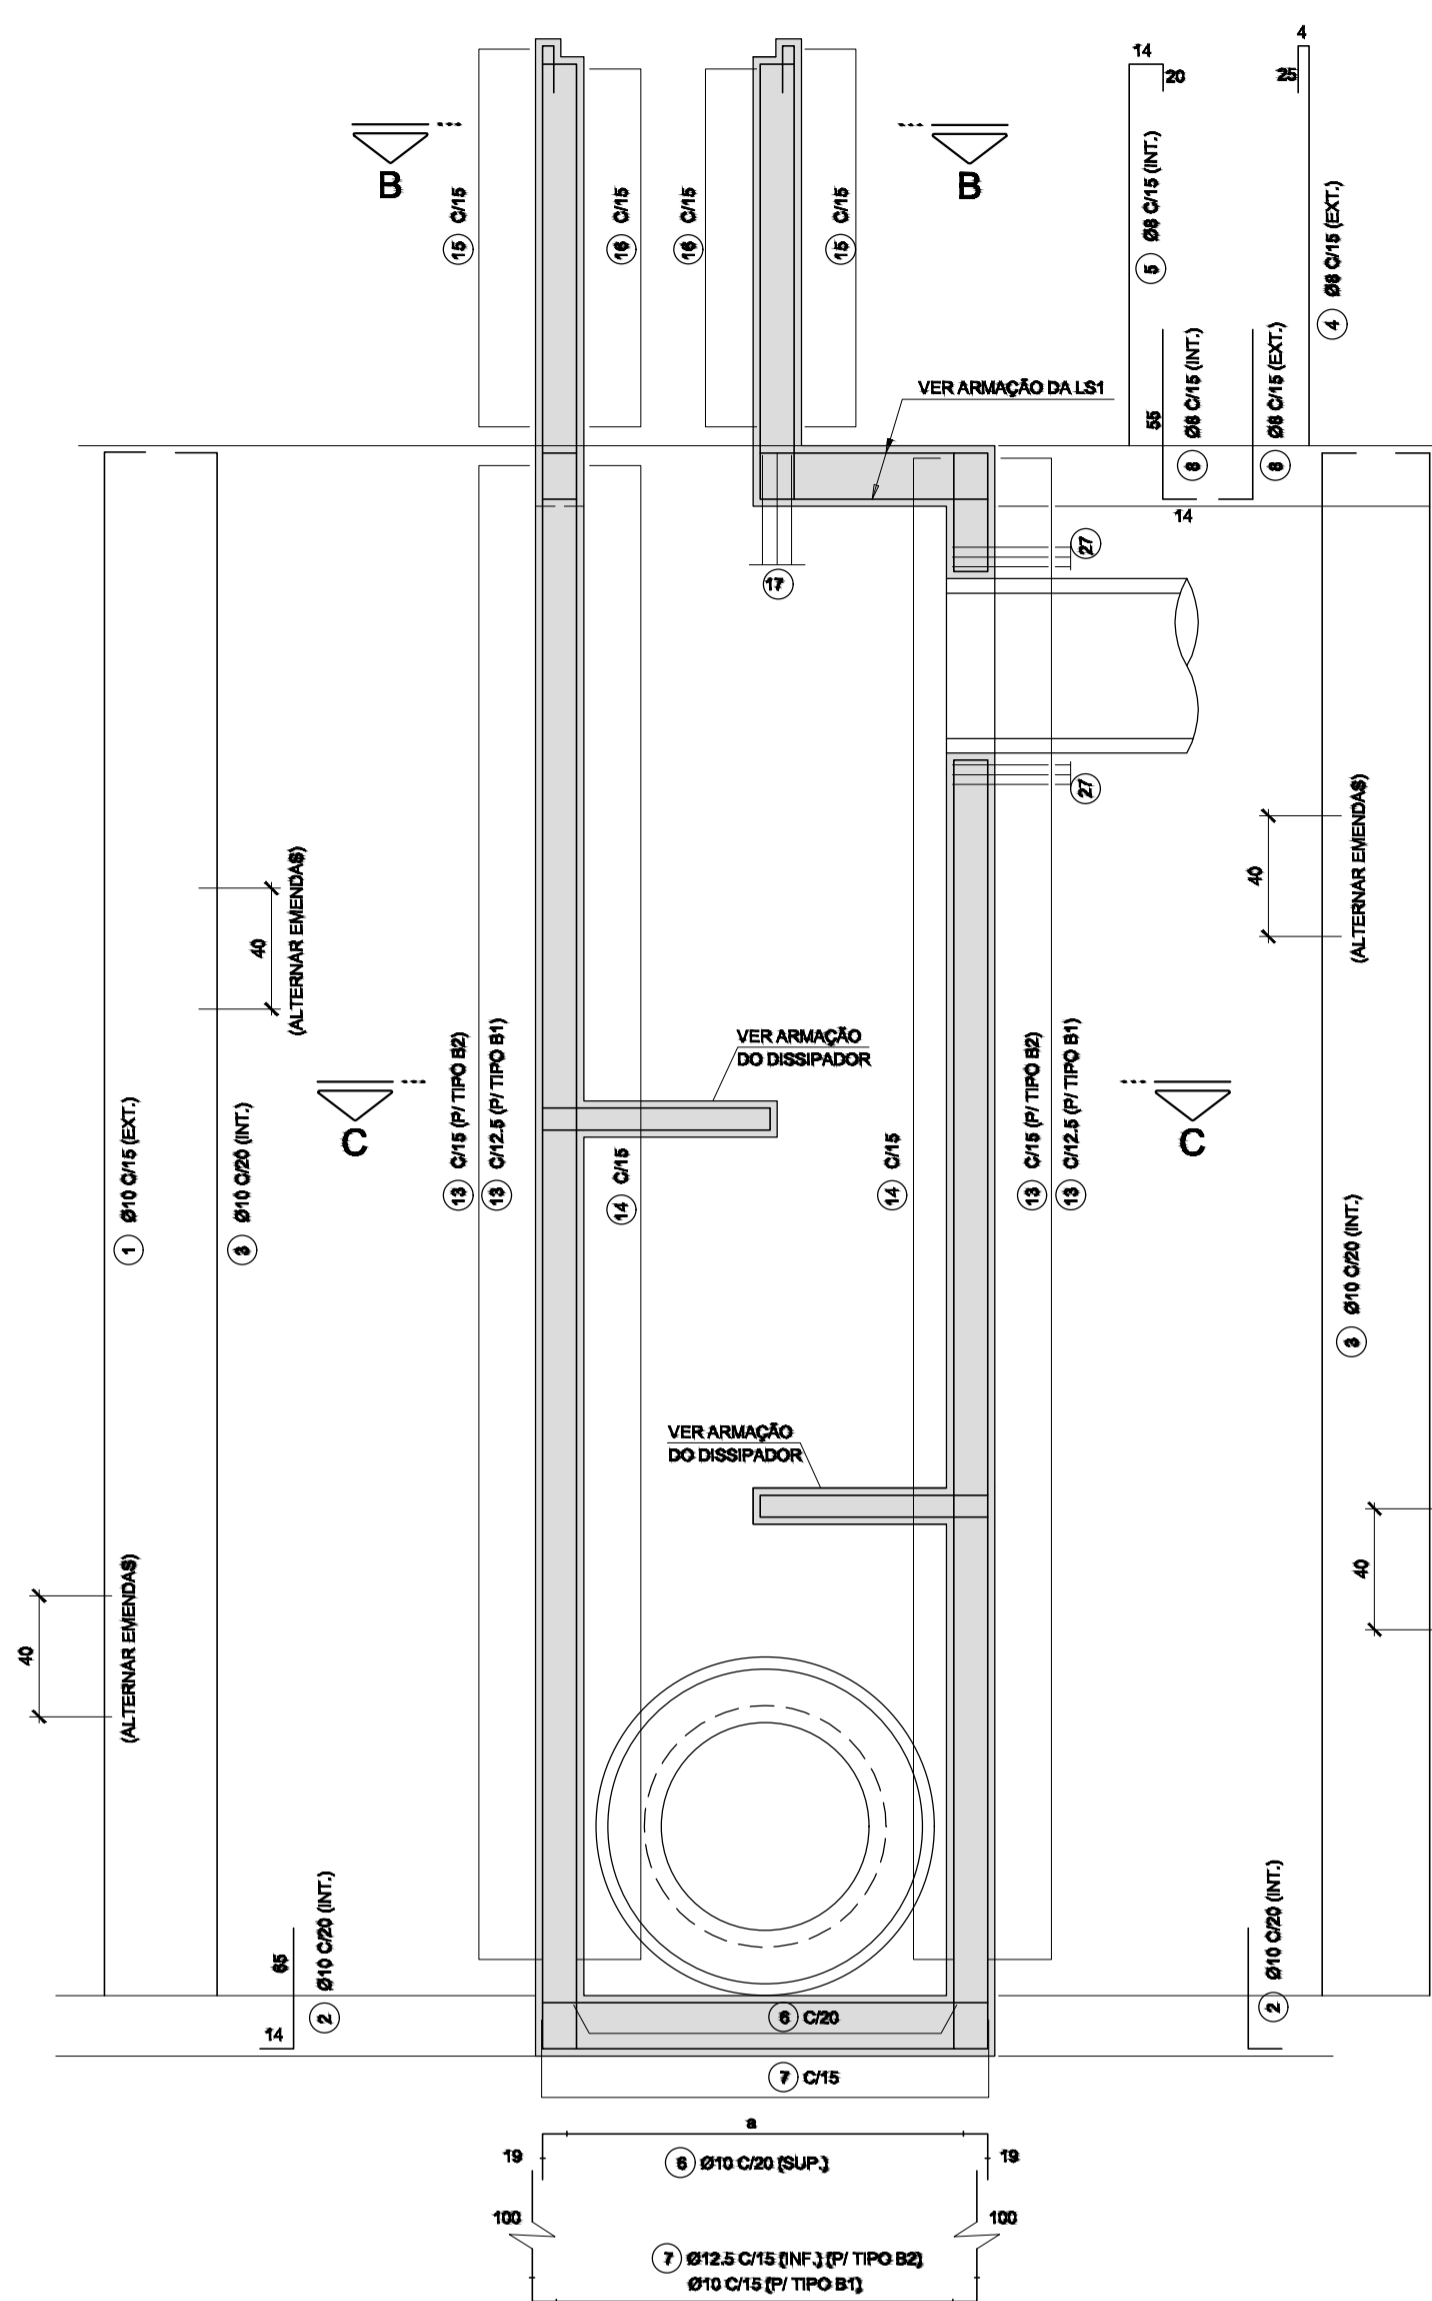 4
14
20
25
B
B
15 C/15
16 C/15
16 C/15
15 C/15
5 Ø8 C/15 (INT.)
4 Ø8 C/15 (EXT.)
8 Ø8 C/15 (INT.)
8 Ø8 C/15 (EXT.)
VER ARMAÇÃO DA LS1
55
14
27
17
27
40
(ALTERNAR EMENDAS)
40
(ALTERNAR EMENDAS)
VER ARMAÇÃO
DO DISSIPADOR
C
C
1 Ø10 C/15 (EXT.)
3 Ø10 C/20 (INT.)
13 C/15 (P/ TIPO B2)
13 C/12.5 (P/ TIPO B1)
14 C/15
14 C/15
13 C/15 (P/ TIPO B2)
13 C/12.5 (P/ TIPO B1)
3 Ø10 C/20 (INT.)
VER ARMAÇÃO
DO DISSIPADOR
40
(ALTERNAR EMENDAS)
40
65
14
2 Ø10 C/20 (INT.)
2 Ø10 C/20 (INT.)
6 C/20
7 C/15
a
19
6 Ø10 C/20 (SUP.)
19
100
100
7 Ø12.5 C/15 (INF.) (P/ TIPO B2)
Ø10 C/15 (P/ TIPO B1)